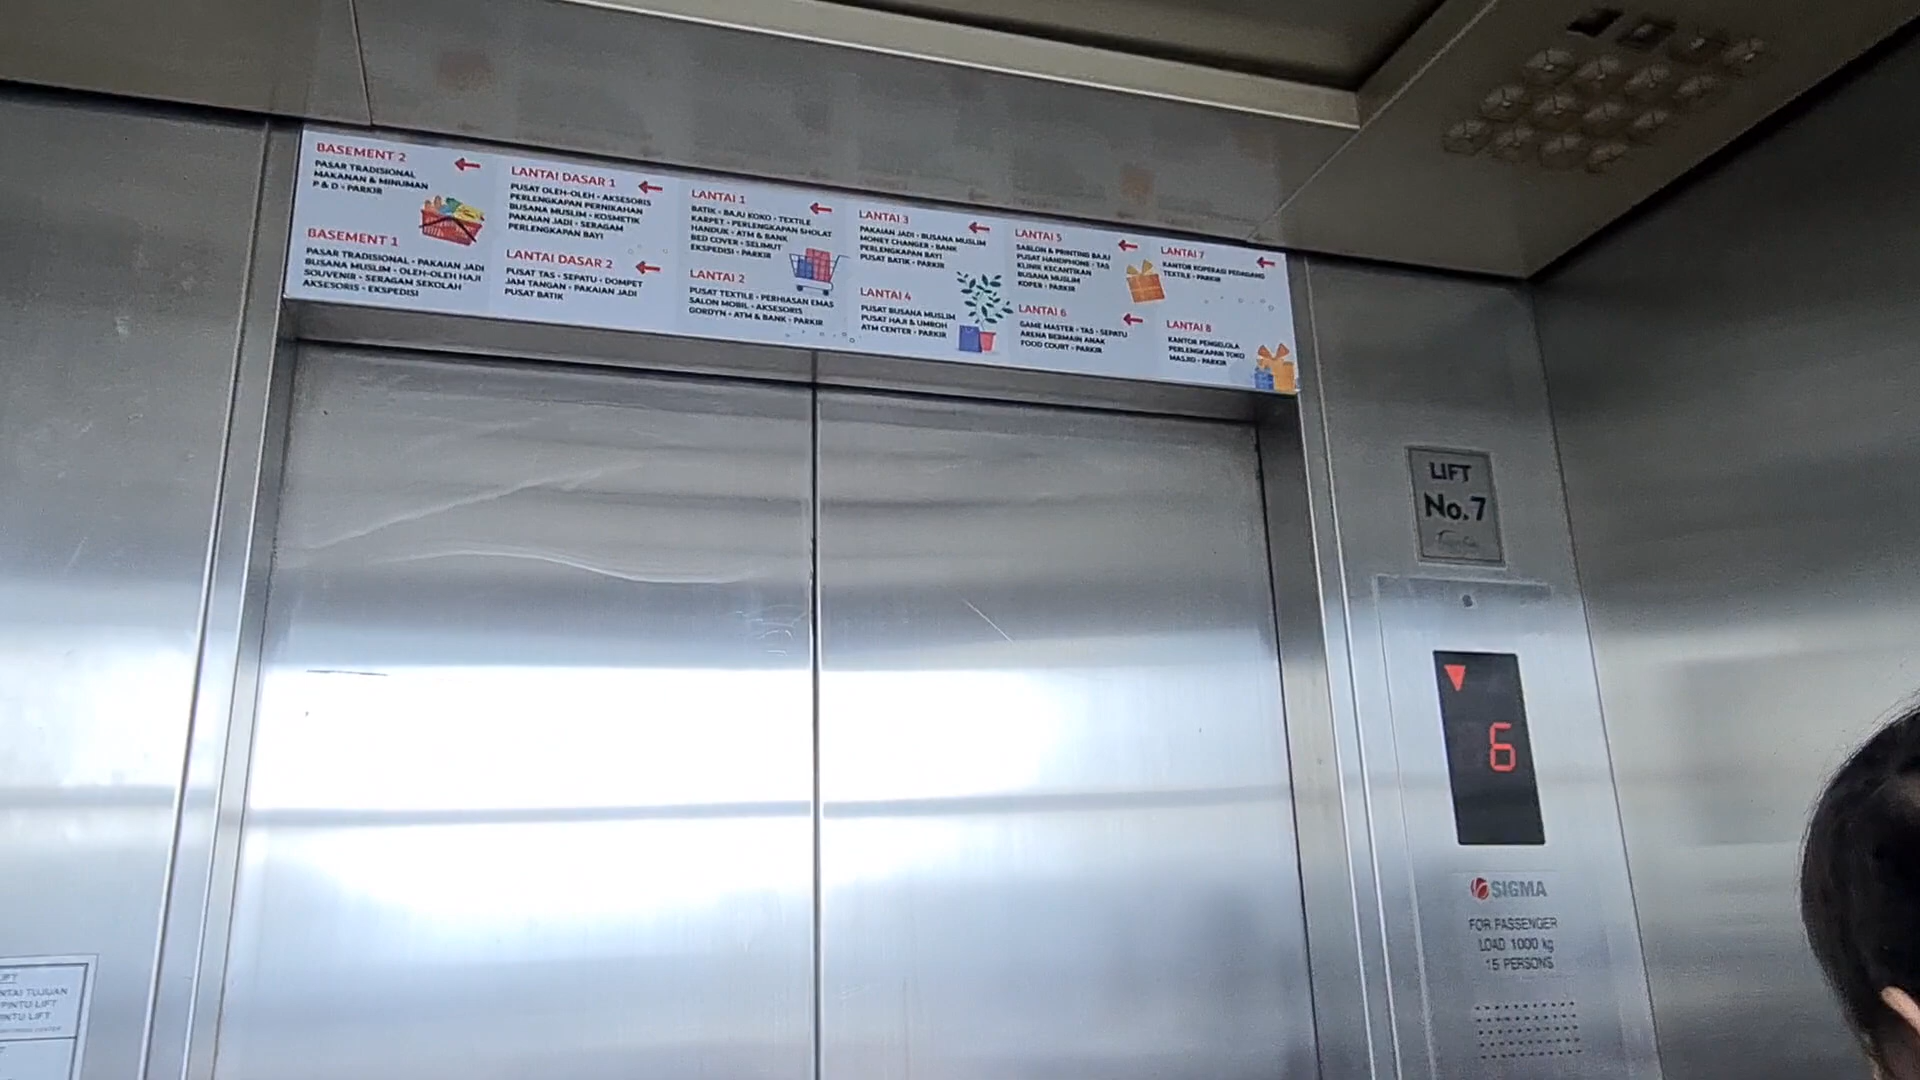 BASEMENT 2
PASAR TRADISIONAL
MAKANAN & MINUMAN
P & D • PARKIR
BASEMENT 1
PASAR TRADISIONAL • PAKAIAN JADI
BUSANA MUSLIM • OLEH-OLEH HAJI
SOUVENIR • SERAGAM SEKOLAH
AKSESORIS • EKSPEDISI
LANTAI DASAR 1
PUSAT OLEH-OLEH • AKSESORIS
PERLENGKAPAN PERNIKAHAN
BUSANA MUSLIM • KOSMETIK
PAKAIAN JADI • SERAGAM
PERLENGKAPAN BAYI
LANTAI DASAR 2
PUSAT TAS • SEPATU • DOMPET
JAM TANGAN • PAKAIAN JADI
PUSAT BATIK
LANTAI 1
BATIK • BAJU KOKO • TEXTILE
KARPET • PERLENGKAPAN SHOLAT
HANDUK • ATM & BANK
BED COVER • SELIMUT
EKSPEDISI • PARKIR
LANTAI 2
PUSAT TEXTILE • PERHIASAN EMAS
SALON MOBIL • AKSESORIS
GORDYN • ATM & BANK • PARKIR
LANTAI 3
PAKAIAN JADI • BUSANA MUSLIM
MONEY CHANGER • BANK
PERLENGKAPAN BAYI
PUSAT BATIK • PARKIR
LANTAI 4
PUSAT BUSANA MUSLIM
PUSAT HAJI & UMROH
ATM CENTER • PARKIR
LANTAI 5
SABLON & PRINTING BAJU
PUSAT HANDPHONE • TAS
KLINIK KECANTIKAN
BUSANA MUSLIM
KOPER • PARKIR
LANTAI 6
GAME MASTER • TAS • SEPATU
ARENA BERMAIN ANAK
FOOD COURT • PARKIR
LANTAI 7
KANTOR KOPERASI PEDAGANG
TEXTILE • PARKIR
LANTAI 8
KANTOR PENGELOLA
PERLENGKAPAN TOKO
MASJID • PARKIR
LIFT
No.7
6
SIGMA
FOR PASSENGER
LOAD 1000 kg
15 PERSONS
TUJUAN
PINTU LIFT
LIFT